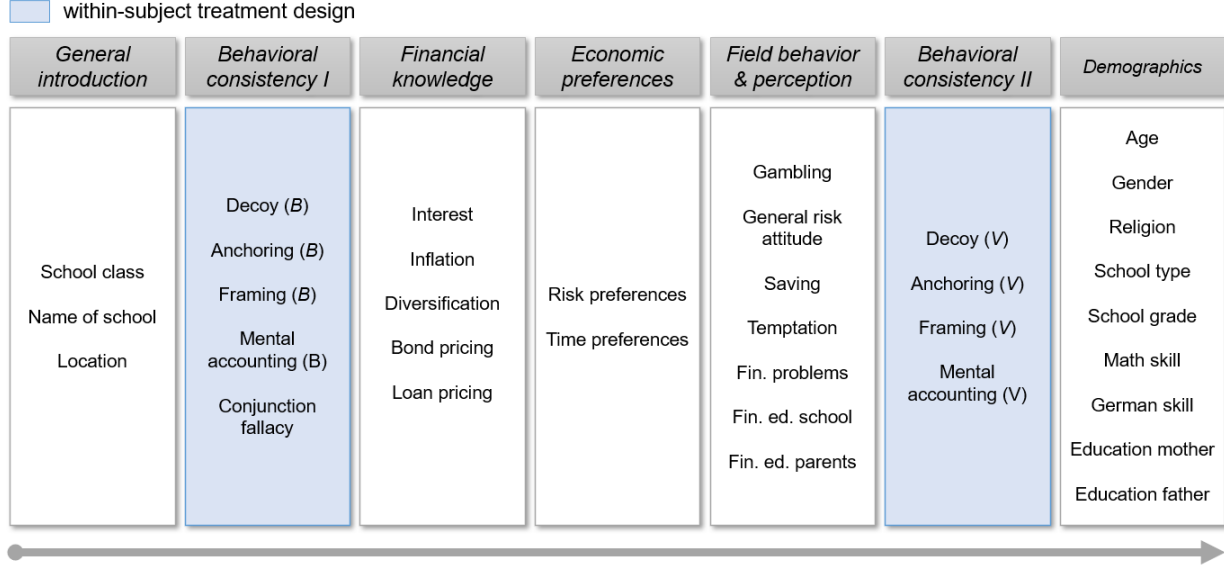 within-subject treatment design
General
introduction
Behavioral
consistency I
Financial
knowledge
Economic
preferences
Field behavior
& perception
Behavioral
consistency II
Demographics
School class
Name of school
Location
Decoy (B)
Anchoring (B)
Framing (B)
Mental
accounting (B)
Conjunction
fallacy
Interest
Inflation
Diversification
Bond pricing
Loan pricing
Risk preferences
Time preferences
Gambling
General risk
attitude
Saving
Temptation
Fin. problems
Fin. ed. school
Fin. ed. parents
Decoy (V)
Anchoring (V)
Framing (V)
Mental
accounting (V)
Age
Gender
Religion
School type
School grade
Math skill
German skill
Education mother
Education father